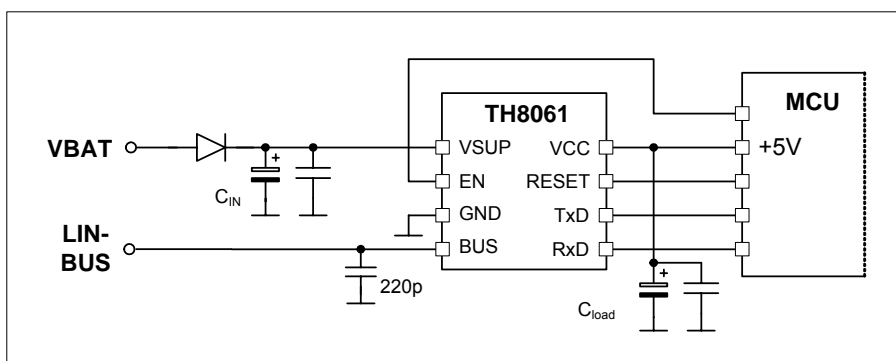 TH8061
MCU
VBAT
+
C_IN
VSUP
VCC
+5V
EN
RESET
GND
TxD
LIN-
BUS
BUS
RxD
220p
+
C_load